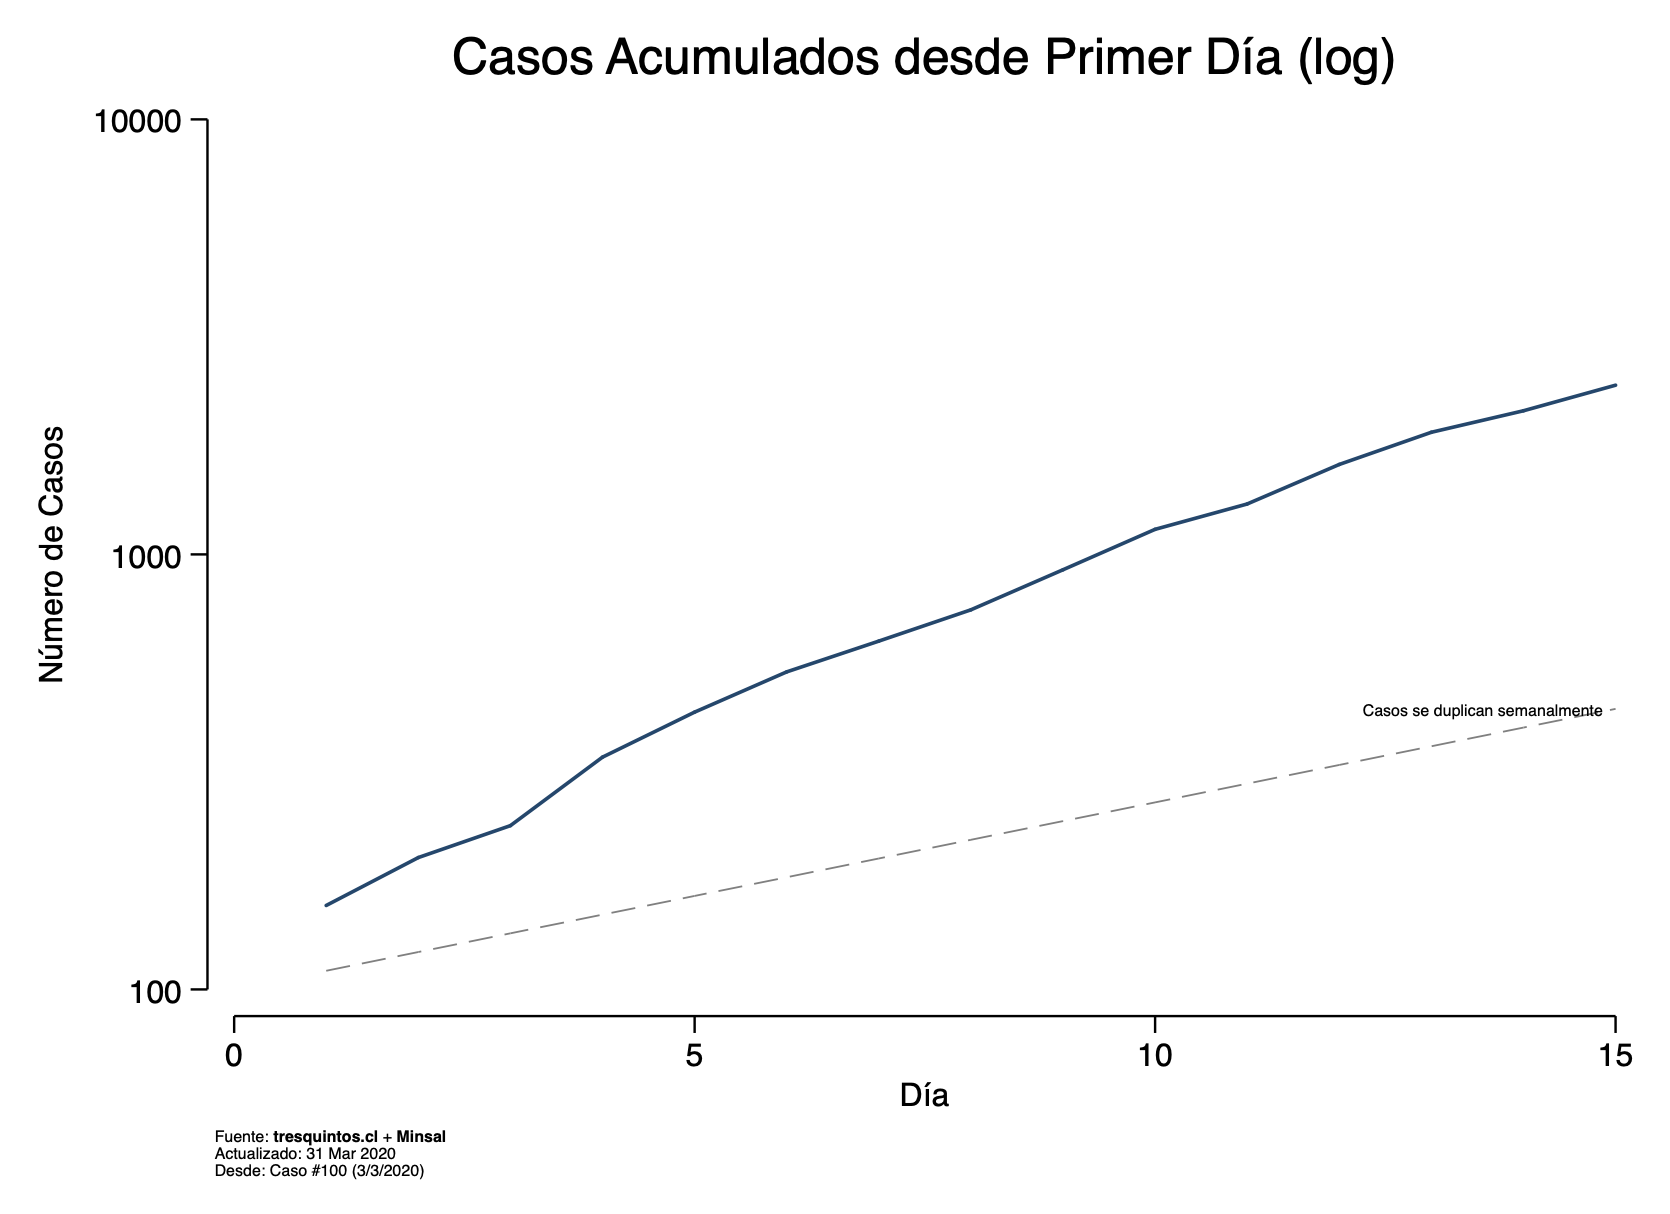 Casos Acumulados desde Primer Día (log)
10000
1000
100
Número de Casos
Casos se duplican semanalmente
0 5 10 15
Día
Fuente: tresquintos.cl + Minsal
Actualizado: 31 Mar 2020
Desde: Caso #100 (3/3/2020)